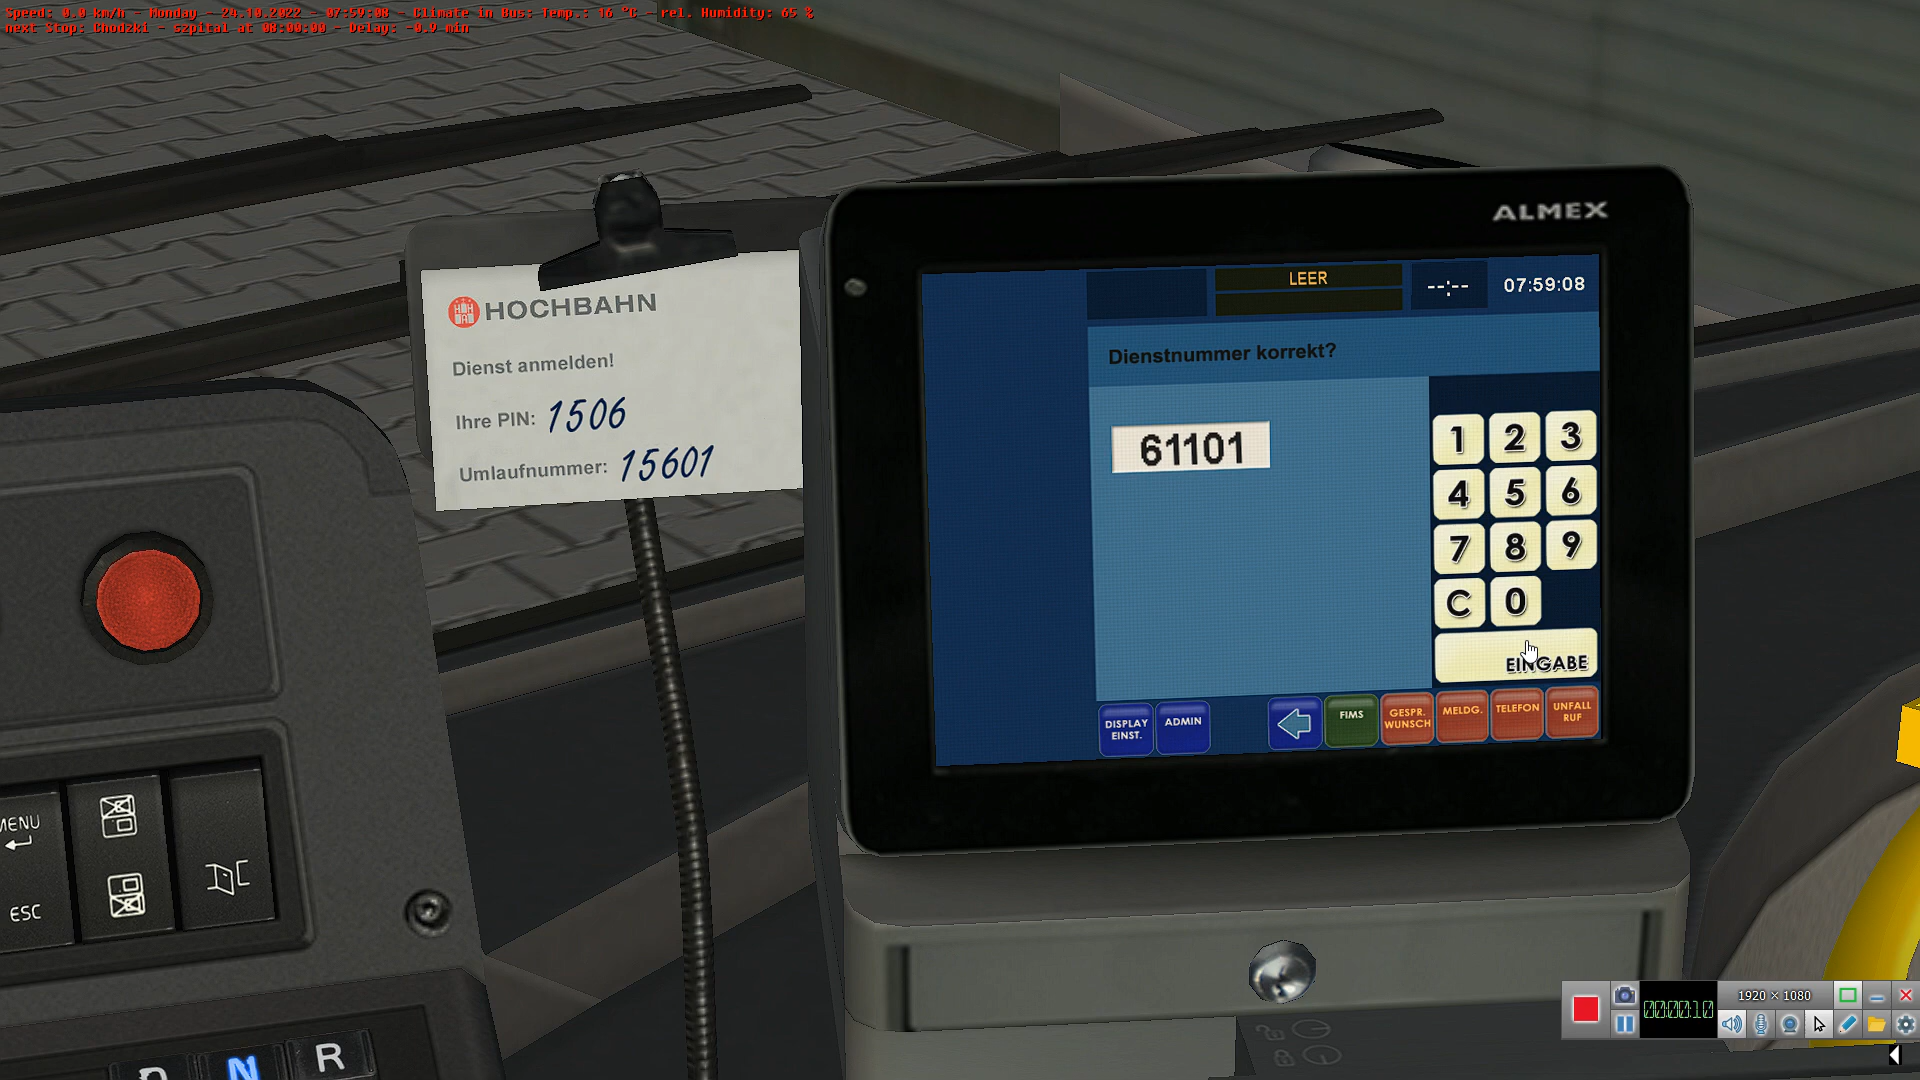 Speed: 0.0 km/h - Monday - 24.10.2022 - 07:59:08 - Climate in Bus: Temp.: 16 °C - rel. Humidity: 65 %
next Stop: Chodzki - szpital at 08:00:00 - Delay: -0.9 min
ALMEX
LEER
--:--
07:59:08
HOCHBAHN
Dienst anmelden!
Ihre PIN: 1506
Umlaufnummer: 15601
Dienstnummer korrekt?
61101
1 2 3
4 5 6
7 8 9
C 0
EINGABE
DISPLAY EINST.
ADMIN
FIMS
GESPR. WUNSCH
MELDG.
TELEFON
UNFALL RUF
MENU
ESC
D N R
1920 × 1080
00:00:10